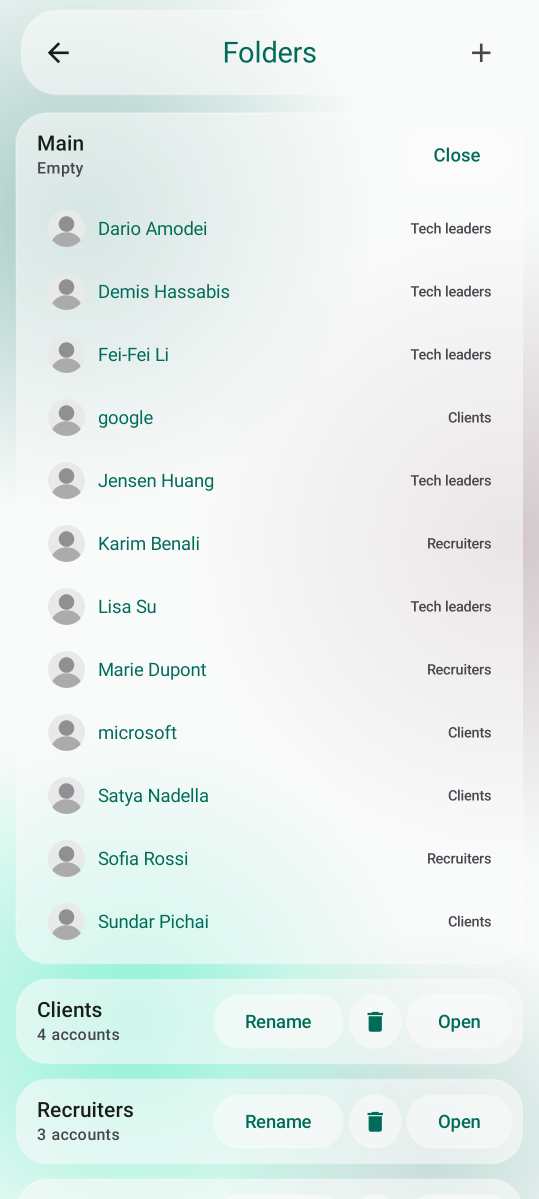 Folders
Main
Empty
Close
Dario Amodei Tech leaders
Demis Hassabis Tech leaders
Fei-Fei Li Tech leaders
google Clients
Jensen Huang Tech leaders
Karim Benali Recruiters
Lisa Su Tech leaders
Marie Dupont Recruiters
microsoft Clients
Satya Nadella Clients
Sofia Rossi Recruiters
Sundar Pichai Clients
Clients
4 accounts
Rename Open
Recruiters
3 accounts
Rename Open